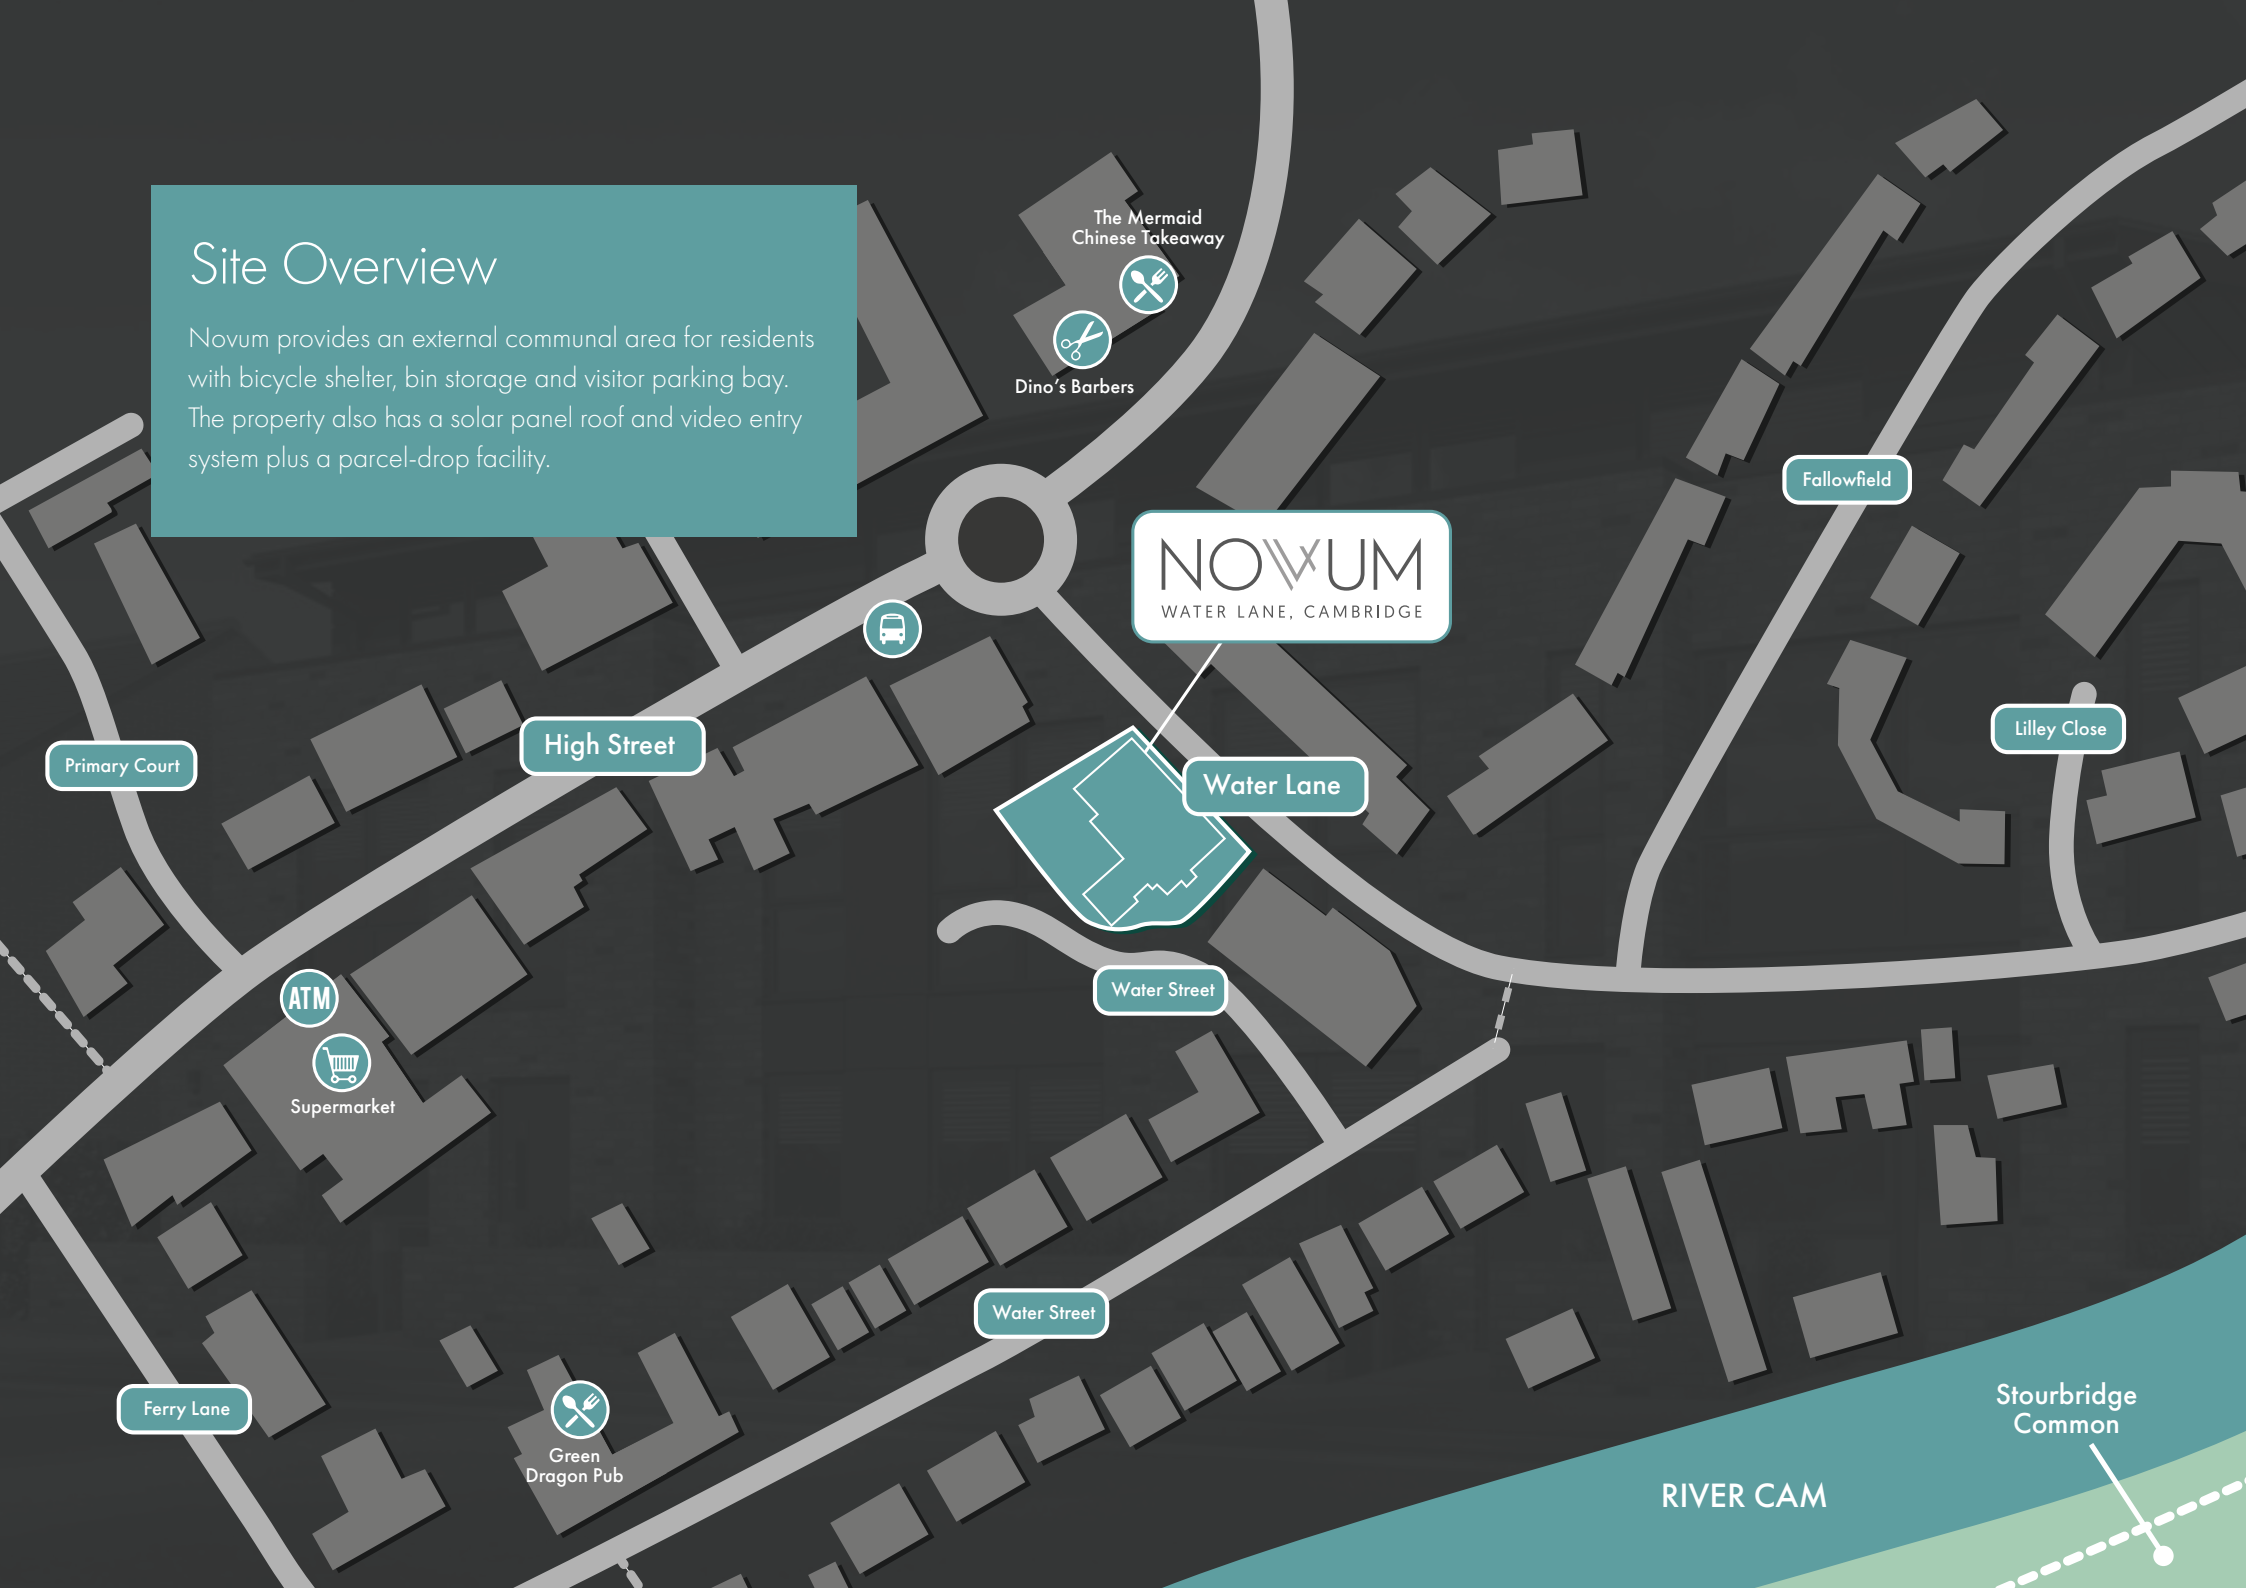 Site Overview
Novum provides an external communal area for residents
with bicycle shelter, bin storage and visitor parking bay.
The property also has a solar panel roof and video entry
system plus a parcel-drop facility.
The Mermaid
Chinese Takeaway
Dino's Barbers
Fallowfield
NOVUM
WATER LANE, CAMBRIDGE
Lilley Close
High Street
Primary Court
Water Lane
ATM
Water Street
Supermarket
Water Street
Ferry Lane
Green
Dragon Pub
Stourbridge
Common
RIVER CAM